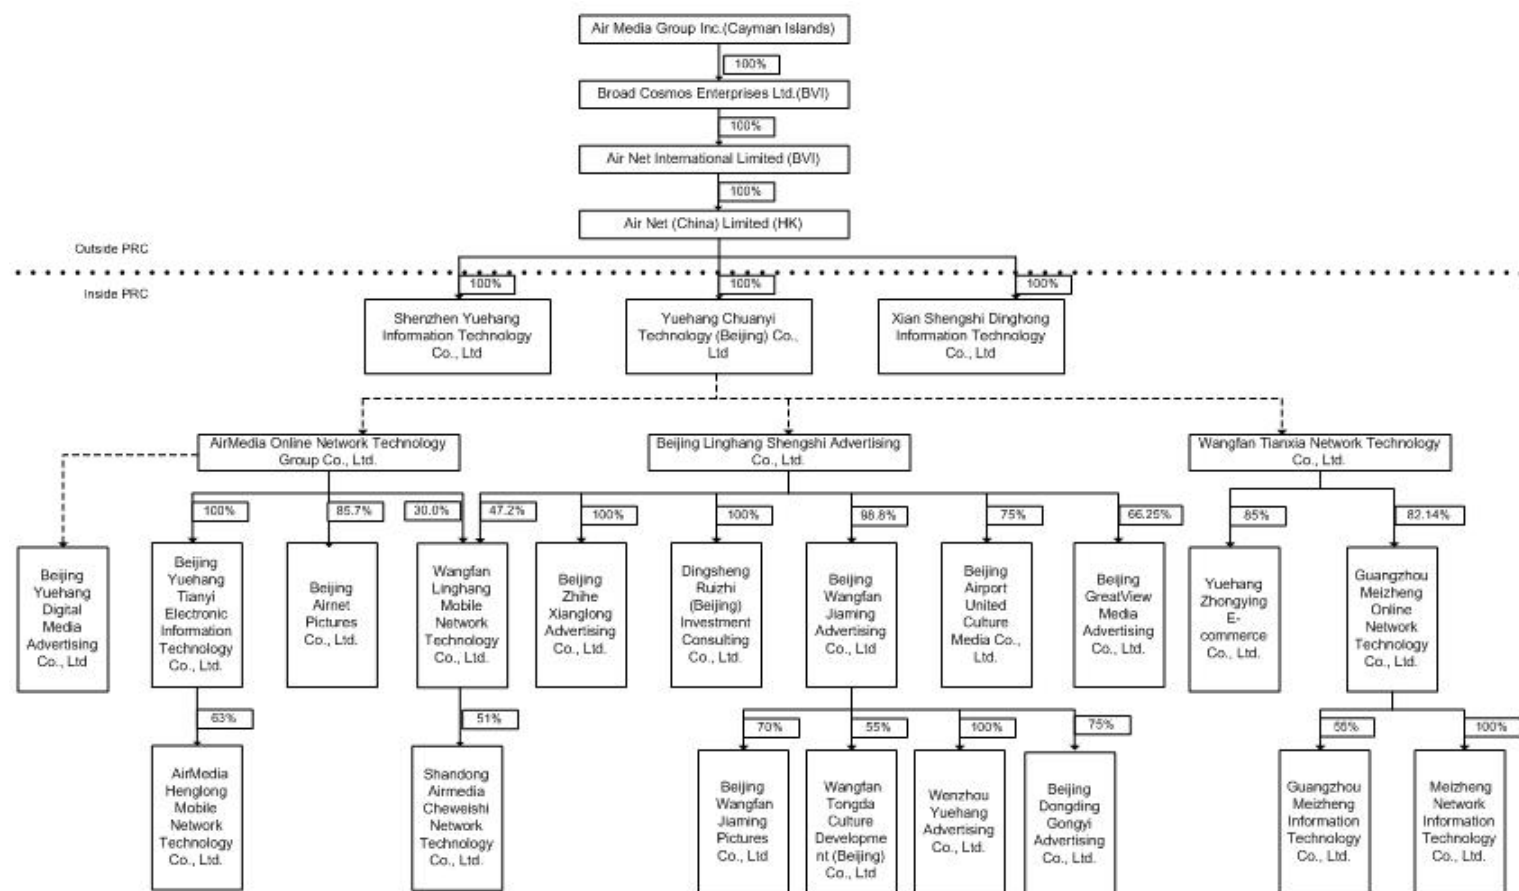 Air Media Group Inc.(Cayman Islands)
100%
Broad Cosmos Enterprises Ltd.(BVI)
100%
Air Net International Limited (BVI)
100%
Air Net (China) Limited (HK)
Outside PRC
Inside PRC
100%
100%
100%
Shenzhen Yuehang
Information Technology
Co., Ltd
Yuehang Chuanyi
Technology (Beijing) Co.,
Ltd
Xian Shengshi Dinghong
Information Technology
Co., Ltd
AirMedia Online Network Technology
Group Co., Ltd.
Beijing Linghang Shengshi Advertising
Co., Ltd.
Wangfan Tianxia Network Technology
Co., Ltd.
100%
85.7%
30.0%
47.2%
100%
100%
98.8%
75%
66.25%
85%
82.14%
Beijing
Yuehang
Digital
Media
Advertising
Co., Ltd
Beijing
Yuehang
Tianyi
Electronic
Information
Technology
Co., Ltd.
Beijing
Airnet
Pictures
Co., Ltd.
Wangfan
Linghang
Mobile
Network
Technology
Co., Ltd.
Beijing
Zhihe
Xianglong
Advertising
Co., Ltd.
Dingsheng
Ruizhi
(Beijing)
Investment
Consulting
Co., Ltd.
Beijing
Wangfan
Jiaming
Advertising
Co., Ltd.
Beijing
Airport
United
Culture
Media Co.,
Ltd.
Beijing
GreatView
Media
Advertising
Co., Ltd.
Yuehang
Zhongying
E-
commerce
Co., Ltd.
Guangzhou
Meizheng
Online
Network
Technology
Co., Ltd.
63%
51%
70%
55%
100%
75%
100%
AirMedia
Henglong
Mobile
Network
Technology
Co., Ltd.
Shandong
Airmedia
Cheweishi
Network
Technology
Co., Ltd.
Beijing
Wangfan
Jiaming
Pictures
Co., Ltd
Wangfan
Tongda
Culture
Developme
nt (Beijing)
Co., Ltd
Wenzhou
Yuehang
Advertising
Co., Ltd.
Beijing
Dongding
Gongyi
Advertising
Co., Ltd.
Guangzhou
Meizheng
Information
Technology
Co., Ltd.
Meizheng
Network
Information
Technology
Co., Ltd.